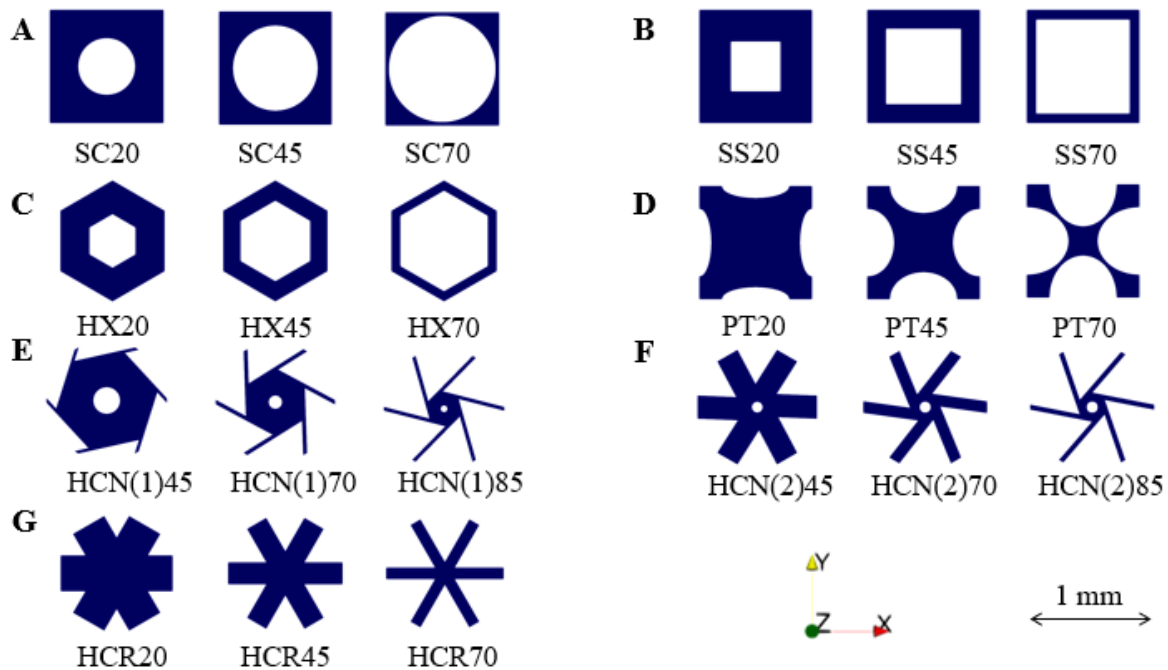 A
B
SC20 SC45 SC70
SS20 SS45 SS70
C
D
HX20 HX45 HX70
PT20 PT45 PT70
E
F
HCN(1)45 HCN(1)70 HCN(1)85
HCN(2)45 HCN(2)70 HCN(2)85
G
Y
Z X
1 mm
HCR20 HCR45 HCR70